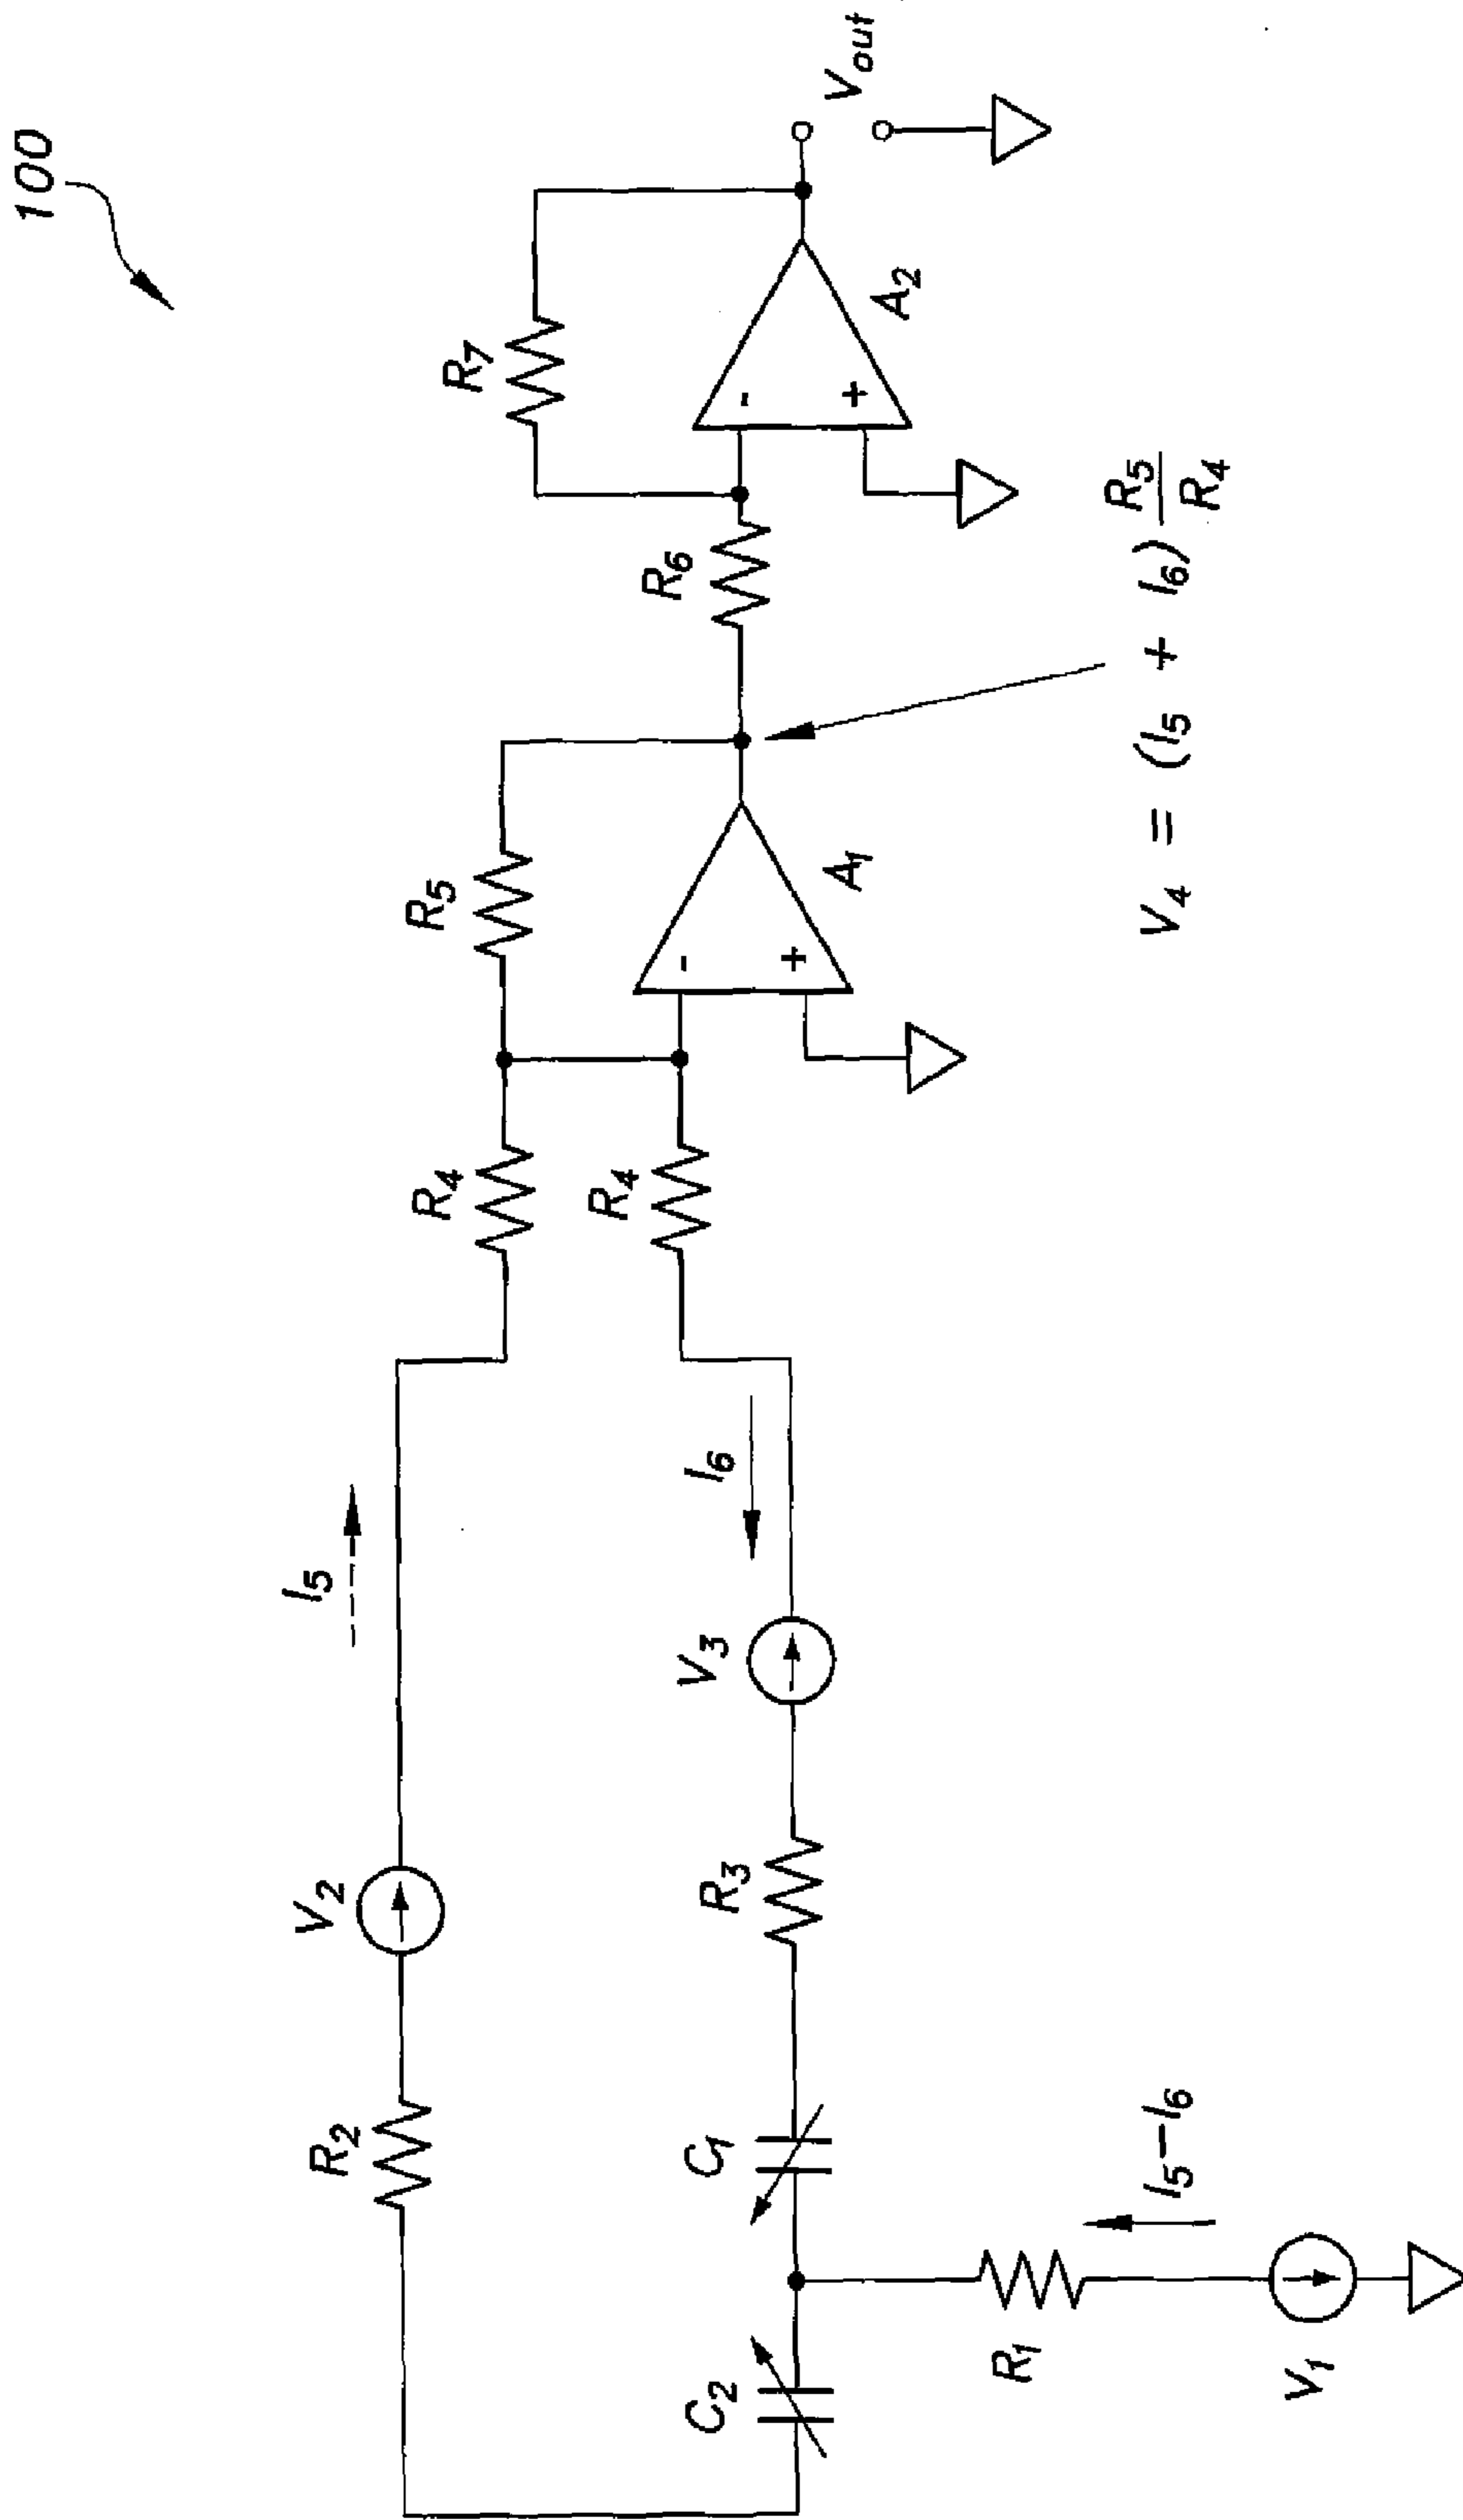 100
V2
R2
I5
R4
R5
R7
Vout
C2
C1
R3
V3
I6
R4
-
+
A1
R6
-
+
A2
R1
V1
I5-I6
V4 = (I5 + I6) R5/R4